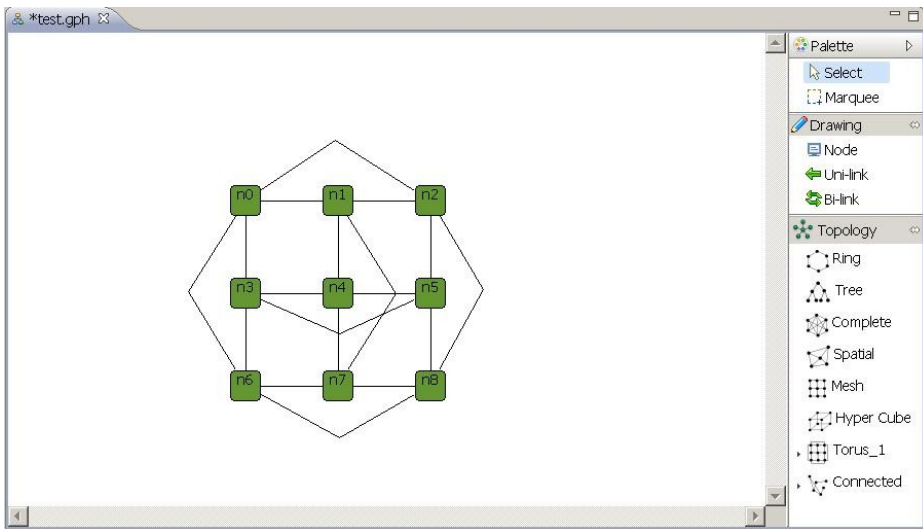 *test.gph
Palette
Select
Marquee
Drawing
Node
Uni-link
Bi-link
Topology
Ring
Tree
Complete
Spatial
Mesh
Hyper Cube
Torus_1
Connected
n0 n1 n2
n3 n4 n5
n6 n7 n8